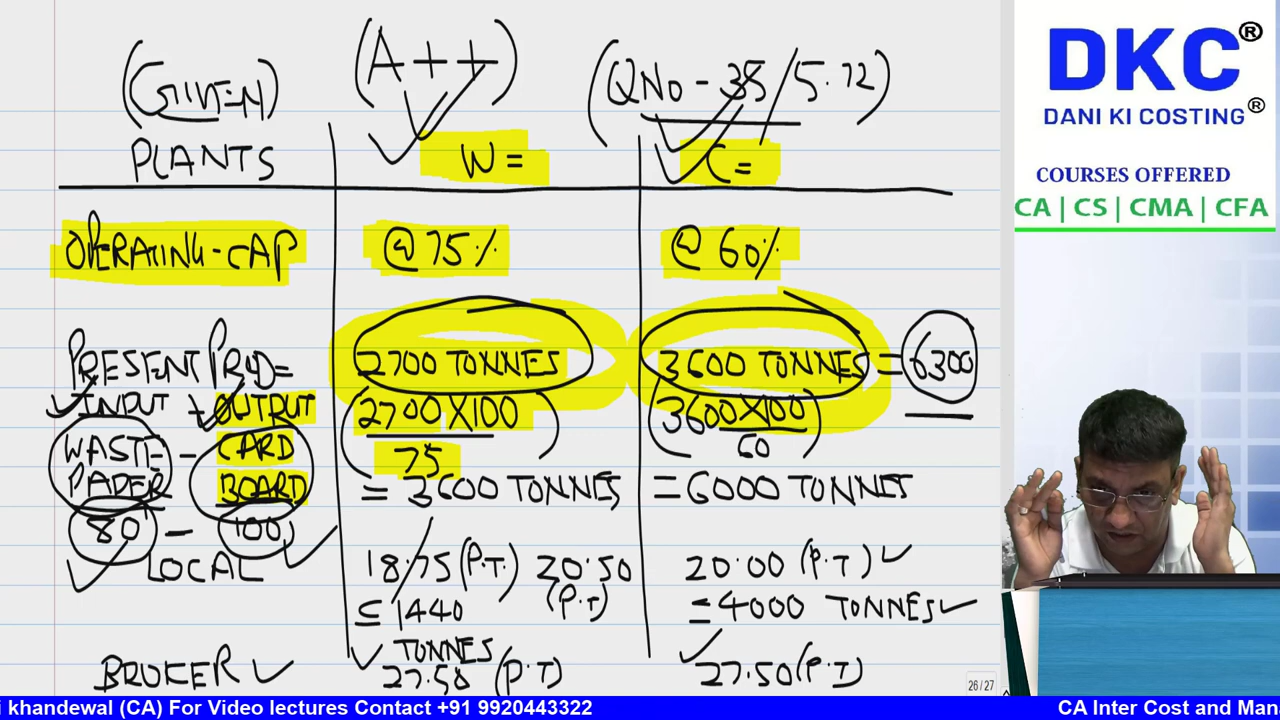 (GIVEN) (A++) (QNo - 35/5.72)
PLANTS W= C=
OPERATING-CAP @ 75% @ 60%
PRESENT PROD= 2700 TONNES 3600 TONNES = 6300
INPUT + OUTPUT (2700 X100 (3600X100)
75 60
WASTE - CARD
PAPER BOARD = 3600 TONNES = 6000 TONNES
80 - 100
LOCAL 18.75 (P.T.) 20.50 (P.T) 20.00 (P.T)
≤ 1440 TONNES = 4000 TONNES
BROKER 27.50 (P.T) 27.50 (P.T)
26 / 27
DKC®
DANI KI COSTING®
COURSES OFFERED
CA | CS | CMA | CFA
i khandewal (CA) For Video lectures Contact +91 9920443322
CA Inter Cost and Man